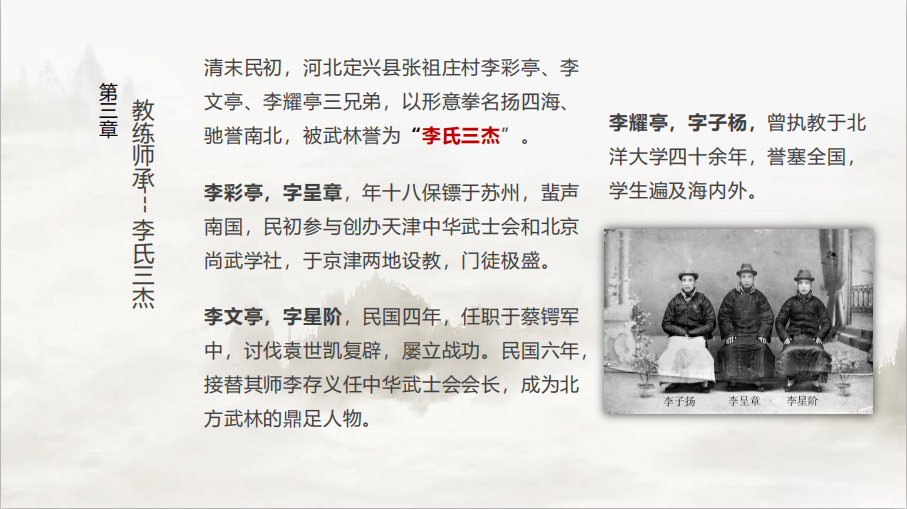 第三章
教练师承--李氏三杰
清末民初，河北定兴县张祖庄村李彩亭、李
文亭、李耀亭三兄弟，以形意拳名扬四海、
驰誉南北，被武林誉为“李氏三杰”。
李彩亭，字呈章，年十八保镖于苏州，蜚声
南国，民初参与创办天津中华武士会和北京
尚武学社，于京津两地设教，门徒极盛。
李文亭，字星阶，民国四年，任职于蔡锷军
中，讨伐袁世凯复辟，屡立战功。民国六年，
接替其师李存义任中华武士会会长，成为北
方武林的鼎足人物。
李耀亭，字子杨，曾执教于北
洋大学四十余年，誉塞全国，
学生遍及海内外。
李子扬 李呈章 李星阶